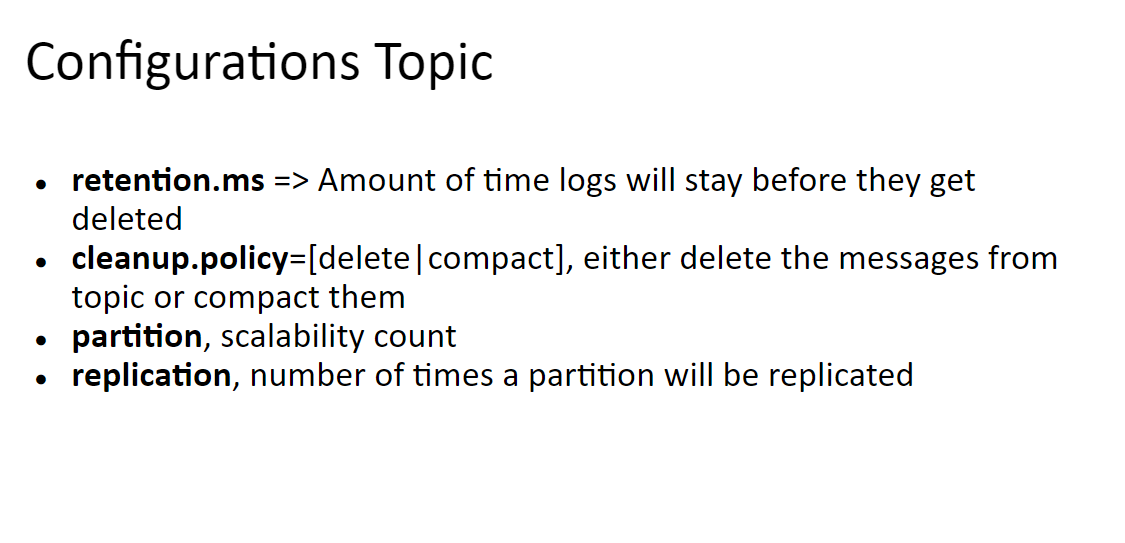 Configurations Topic
● retention.ms => Amount of time logs will stay before they get
deleted
● cleanup.policy=[delete|compact], either delete the messages from
topic or compact them
● partition, scalability count
● replication, number of times a partition will be replicated